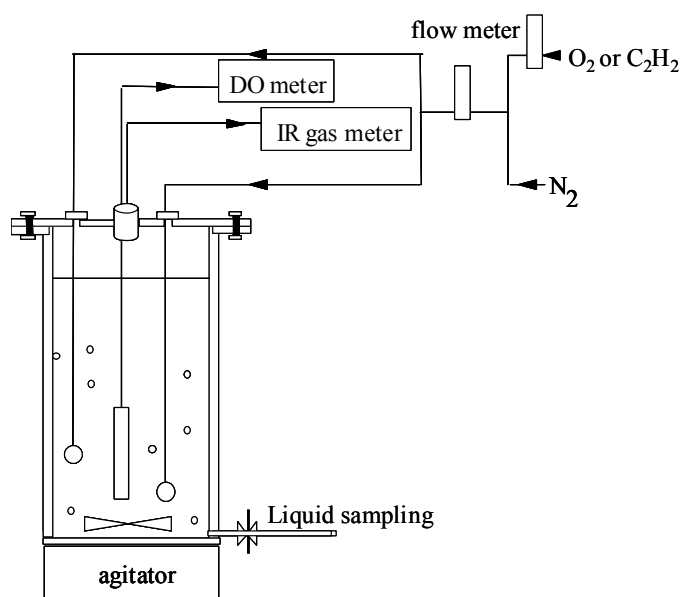 flow meter
O₂ or C₂H₂
DO meter
IR gas meter
N₂
Liquid sampling
agitator